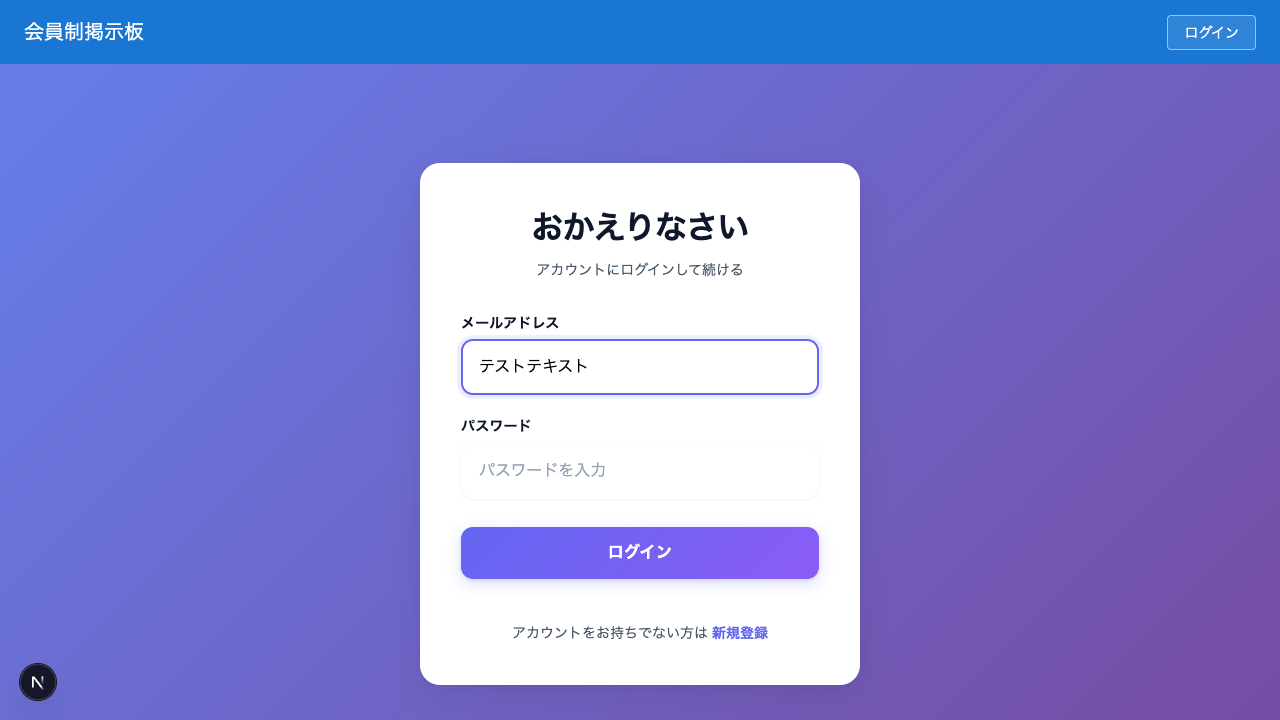 会員制掲示板
ログイン
おかえりなさい
アカウントにログインして続ける
メールアドレス
テストテキスト
パスワード
パスワードを入力
ログイン
アカウントをお持ちでない方は 新規登録
N